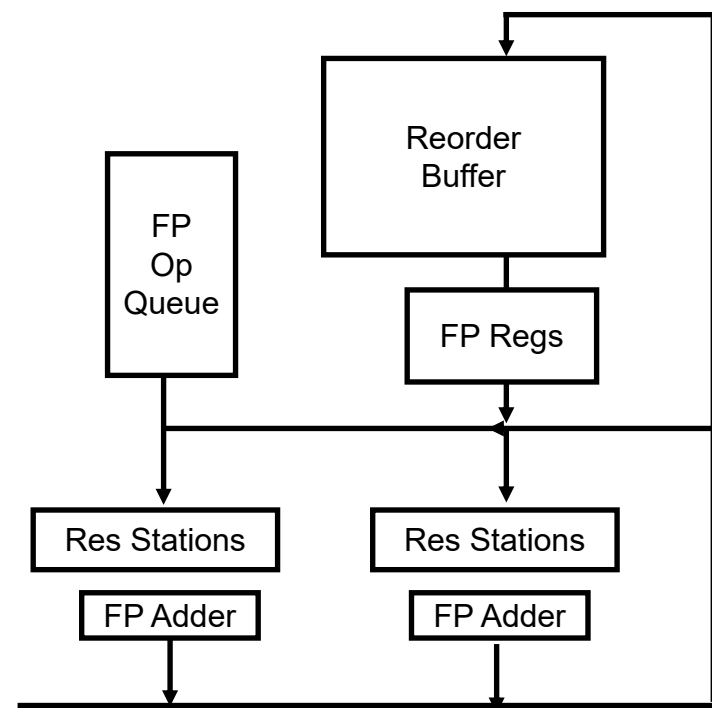 Reorder
Buffer
FP
Op
Queue
FP Regs
Res Stations
Res Stations
FP Adder
FP Adder